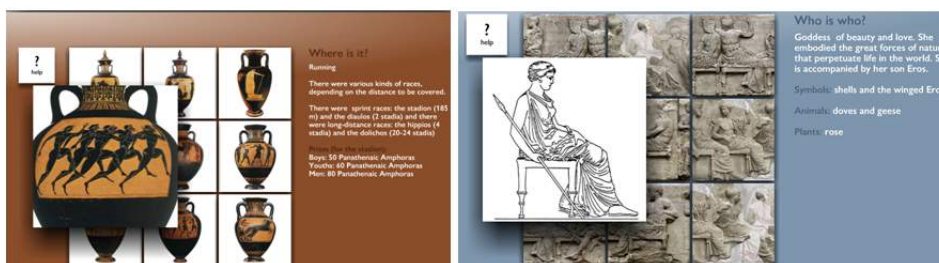 ?
help
Where is it?
Running
There were various kinds of races,
depending on the distance to be covered.
There were sprint races: the stadion (185
m) and the diaulos (2 stadia) and there
were long-distance races: the hippios (4
stadia) and the dolichos (20-24 stadia)
Prizes (for the stadion):
Boys: 50 Panathenaic Amphoras
Youths: 60 Panathenaic Amphoras
Men: 80 Panathenaic Amphoras
?
help
Who is who?
Goddess of beauty and love. She
embodied the great forces of natur
that perpetuate life in the world. S
is accompanied by her son Eros.
Symbols: shells and the winged Ero
Animals: doves and geese
Plants: rose